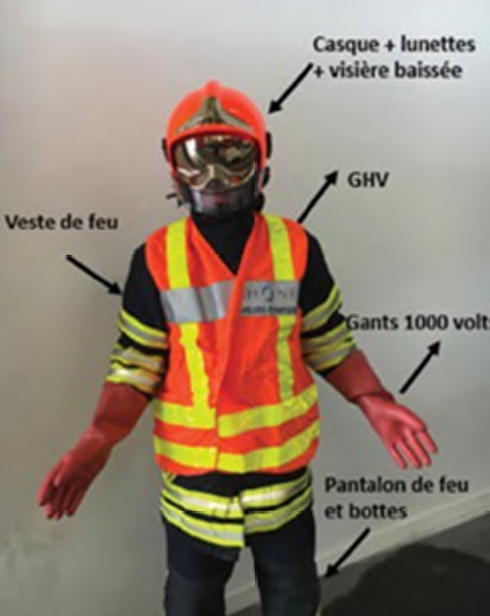 Casque + lunettes
+ visière baissée
GHV
Veste de feu
Gants 1000 volts
Pantalon de feu
et bottes